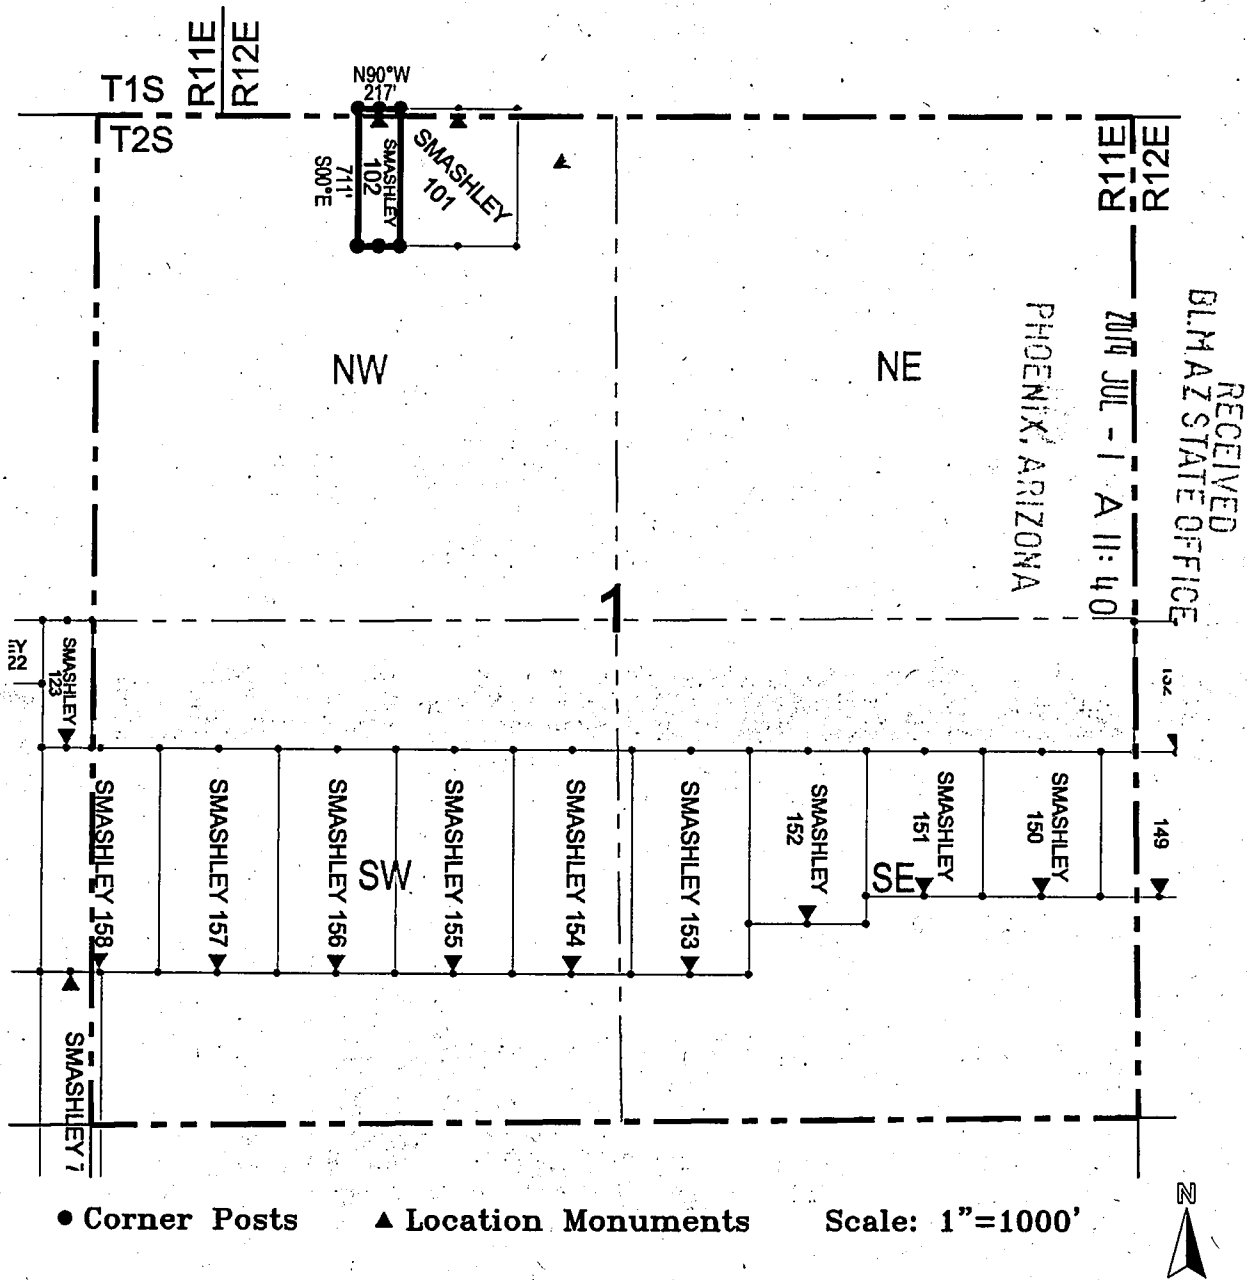 R11E
R12E
T1S
T2S
N90°W
217'
SMASHLEY
102
711'
S00°E
SMASHLEY
101
R11E
R12E
NW
NE
RECEIVED
BLM AZ STATE OFFICE
2014 JUL -1 A 11:40
PHOENIX, ARIZONA
1
22
SMASHLEY
123
SMASHLEY 158
SMASHLEY 157
SMASHLEY 156
SW
SMASHLEY 155
SMASHLEY 154
SMASHLEY 153
SMASHLEY
152
SE
SMASHLEY
151
SMASHLEY
150
149
SMASHLEY 7
N
Corner Posts
Location Monuments
Scale: 1"=1000'